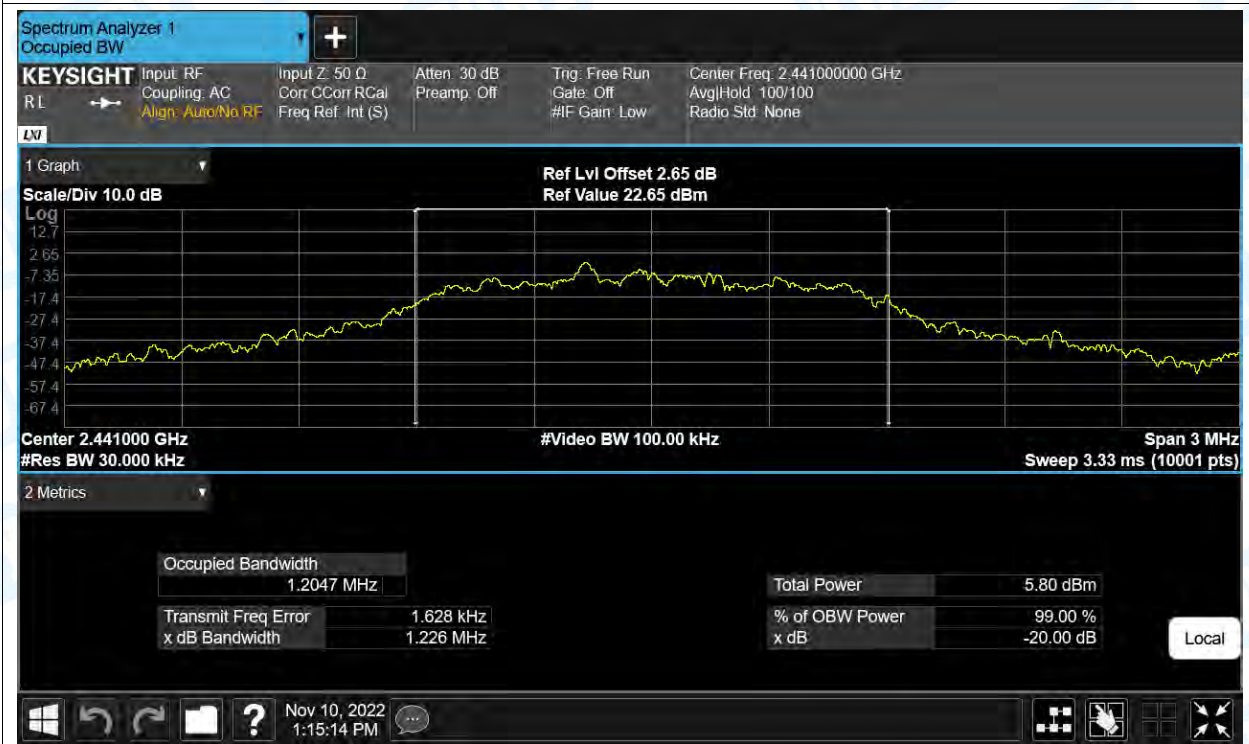 Spectrum Analyzer 1
Occupied BW
+
KEYSIGHT
RL
LXI
Input: RF
Coupling: AC
Align: Auto/No RF
Input Z: 50 Ω
Corr CCorr RCal
Freq Ref: Int (S)
Atten: 30 dB
Preamp: Off
Trig: Free Run
Gate: Off
#IF Gain: Low
Center Freq: 2.441000000 GHz
Avg|Hold: 100/100
Radio Std: None
1 Graph
Scale/Div 10.0 dB
Ref Lvl Offset 2.65 dB
Ref Value 22.65 dBm
Log
12.7
2.65
-7.35
-17.4
-27.4
-37.4
-47.4
-57.4
-67.4
Center 2.441000 GHz
#Res BW 30.000 kHz
#Video BW 100.00 kHz
Span 3 MHz
Sweep 3.33 ms (10001 pts)
2 Metrics
Occupied Bandwidth
1.2047 MHz
Transmit Freq Error 1.628 kHz
x dB Bandwidth 1.226 MHz
Total Power 5.80 dBm
% of OBW Power 99.00 %
x dB -20.00 dB
Local
?
Nov 10, 2022
1:15:14 PM